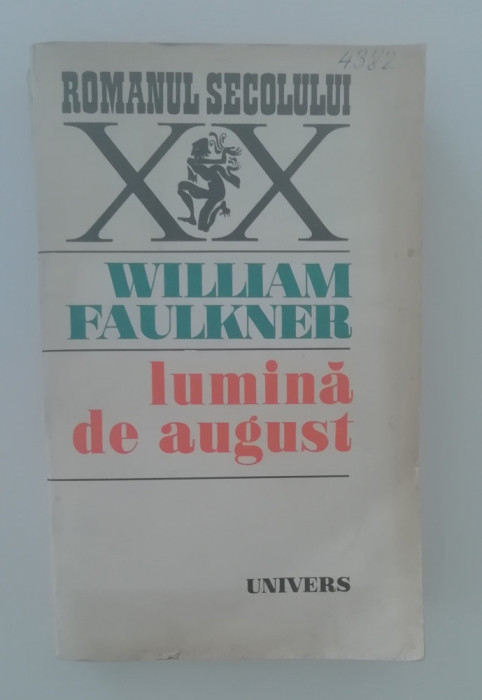 4382
ROMANUL SECOLULUI
XX
WILLIAM
FAULKNER
lumină
de august
UNIVERS